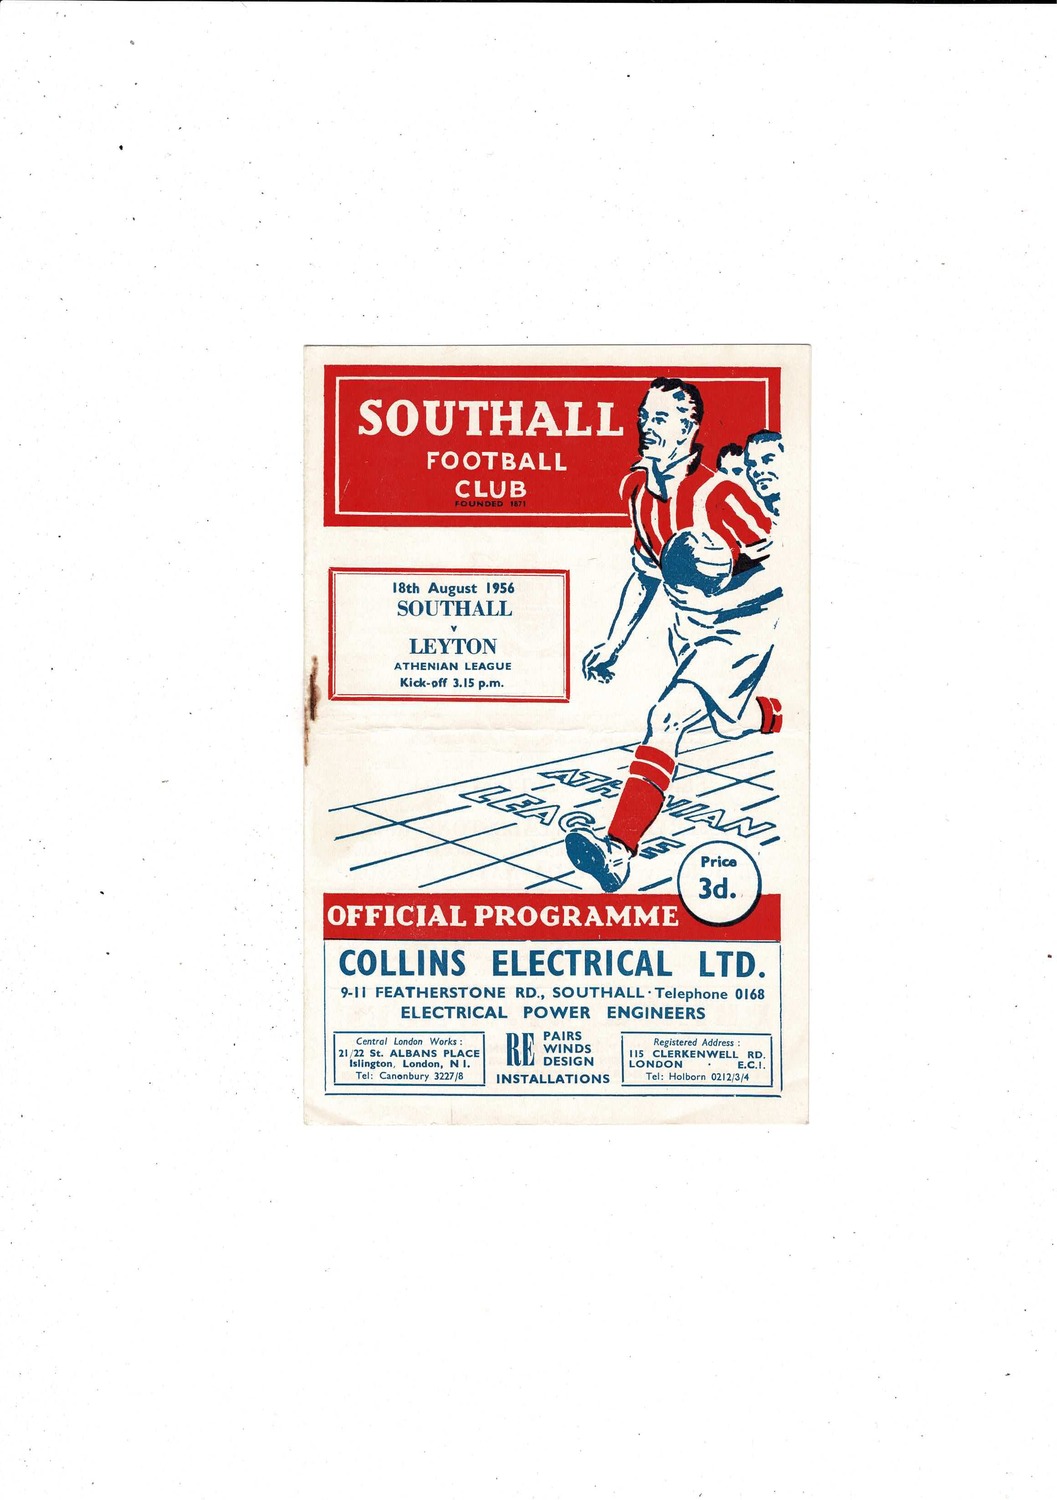 SOUTHALL
FOOTBALL
CLUB
FOUNDED 1871
18th August 1956
SOUTHALL
v
LEYTON
ATHENIAN LEAGUE
Kick-off 3.15 p.m.
ATHENIAN
LEAGUE
Price
3d.
OFFICIAL PROGRAMME
COLLINS ELECTRICAL LTD.
9-11 FEATHERSTONE RD., SOUTHALL · Telephone 0168
ELECTRICAL POWER ENGINEERS
Central London Works :
21/22 St. ALBANS PLACE
Islington, London, N 1.
Tel: Canonbury 3227/8
RE PAIRS
WINDS
DESIGN
INSTALLATIONS
Registered Address :
115 CLERKENWELL RD.
LONDON · E.C.1.
Tel: Holborn 0212/3/4